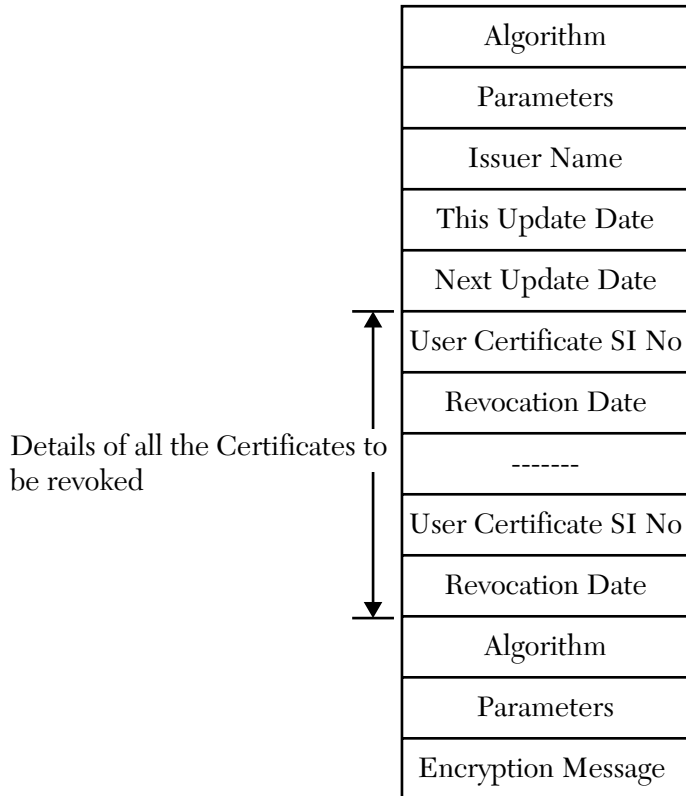 Algorithm
Parameters
Issuer Name
This Update Date
Next Update Date
User Certificate SI No
Revocation Date
Details of all the Certificates to
be revoked
-------
User Certificate SI No
Revocation Date
Algorithm
Parameters
Encryption Message